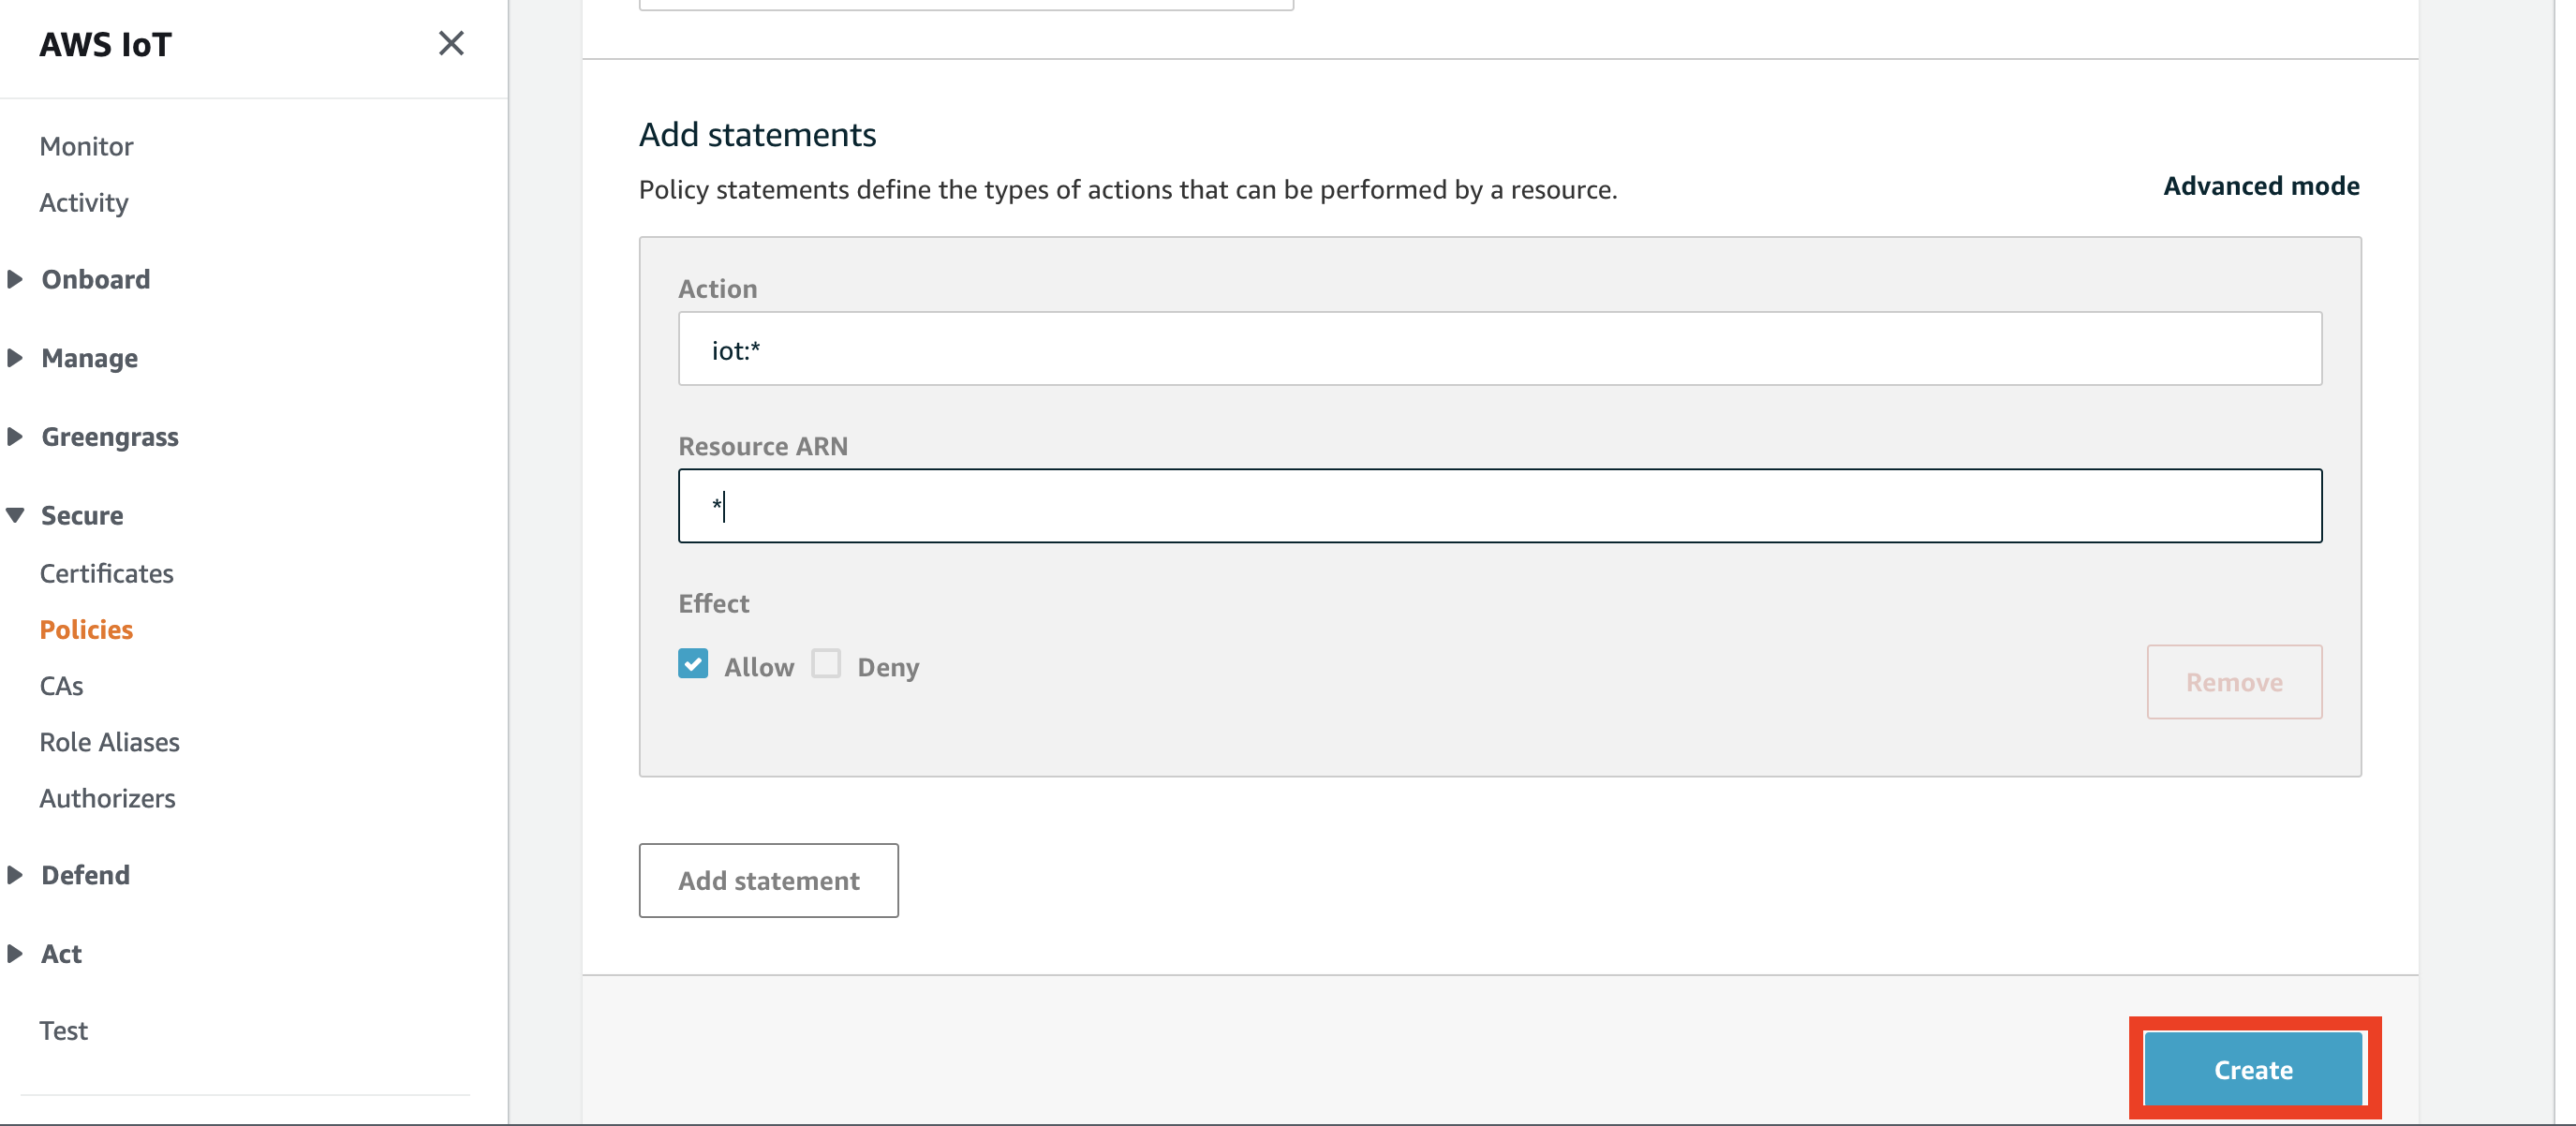 AWS IoT
Monitor
Activity
Onboard
Manage
Greengrass
Secure
Certificates
Policies
CAs
Role Aliases
Authorizers
Defend
Act
Test
Add statements
Policy statements define the types of actions that can be performed by a resource.
Advanced mode
Action
iot:*
Resource ARN
*
Effect
Allow
Deny
Remove
Add statement
Create